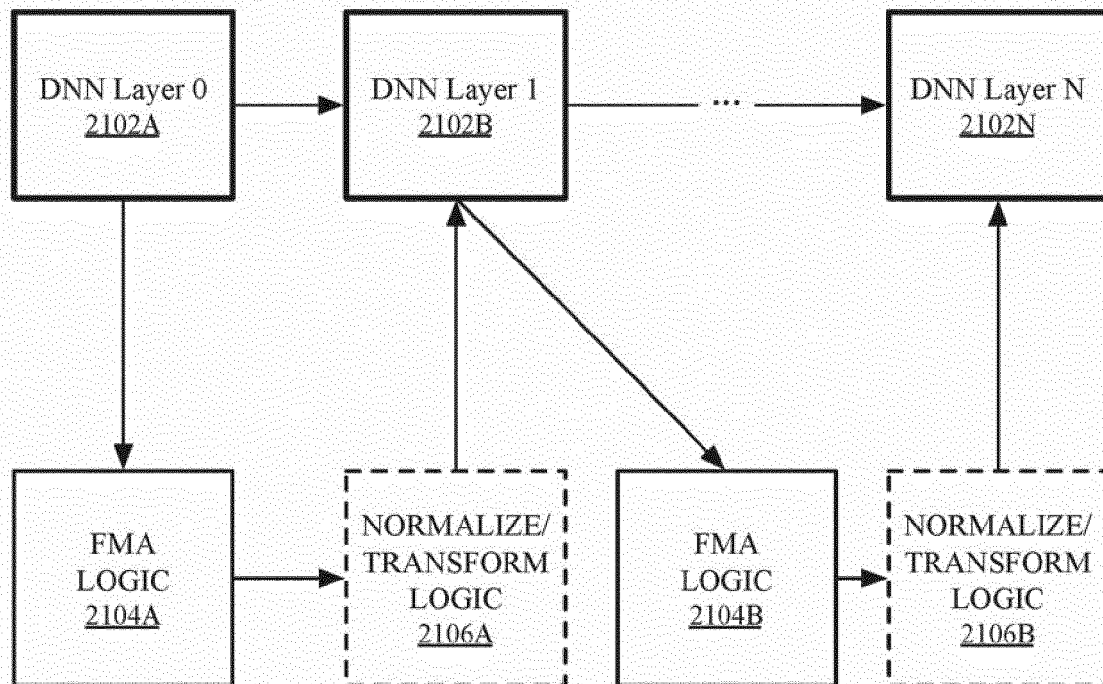 DNN Layer 0
2102A
DNN Layer 1
2102B
...
DNN Layer N
2102N
FMA
LOGIC
2104A
NORMALIZE/
TRANSFORM
LOGIC
2106A
FMA
LOGIC
2104B
NORMALIZE/
TRANSFORM
LOGIC
2106B